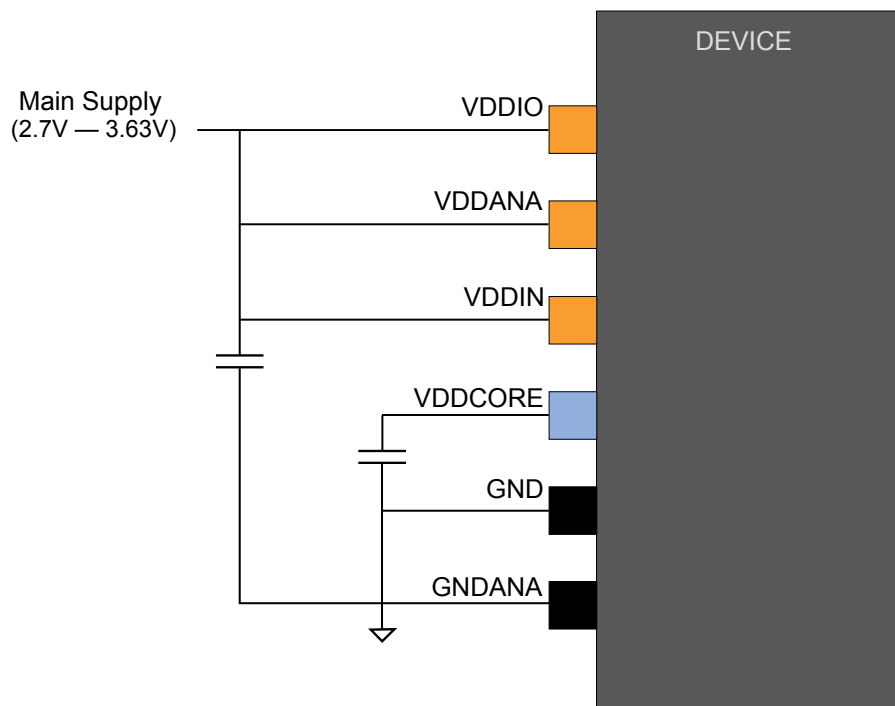 DEVICE
VDDIO
Main Supply
(2.7V — 3.63V)
VDDANA
VDDIN
VDDCORE
GND
GNDANA